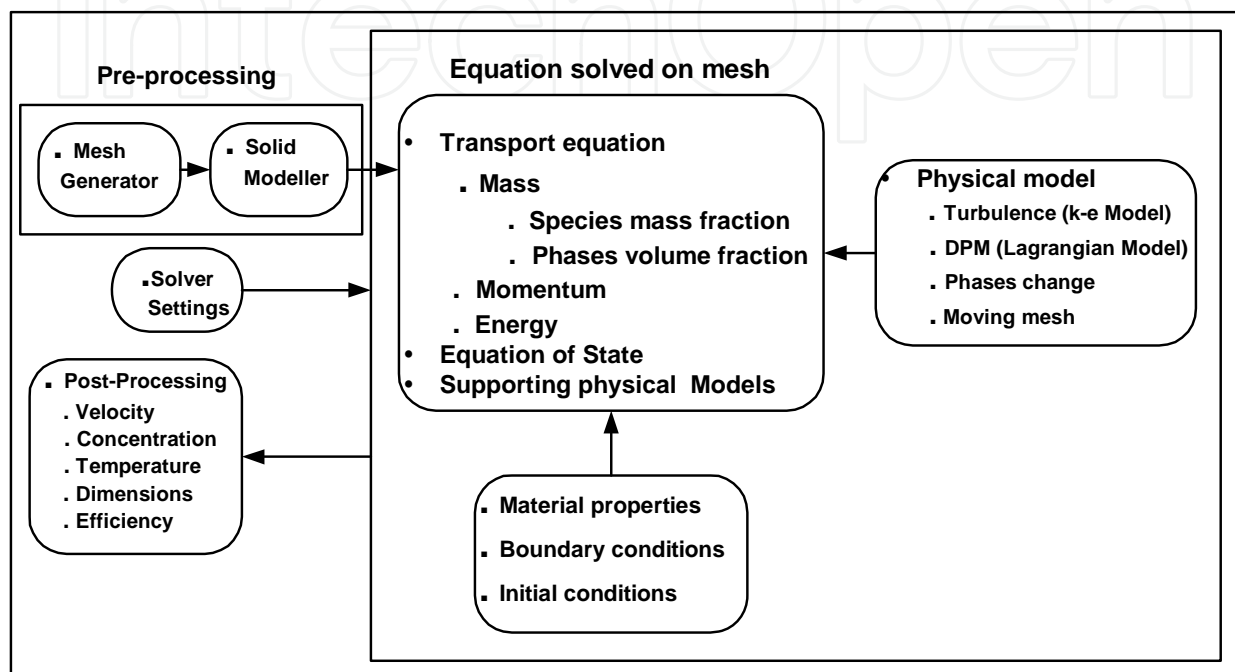 IntechOpen
Pre-processing
▪ Mesh
Generator
▪ Solid
Modeller
▪ Solver
Settings
▪ Post-Processing
. Velocity
. Concentration
. Temperature
. Dimensions
. Efficiency
Equation solved on mesh
• Transport equation
. Mass
. Species mass fraction
. Phases volume fraction
. Momentum
. Energy
• Equation of State
• Supporting physical Models
• Physical model
. Turbulence (k-e Model)
. DPM (Lagrangian Model)
. Phases change
. Moving mesh
▪ Material properties
▪ Boundary conditions
▪ Initial conditions